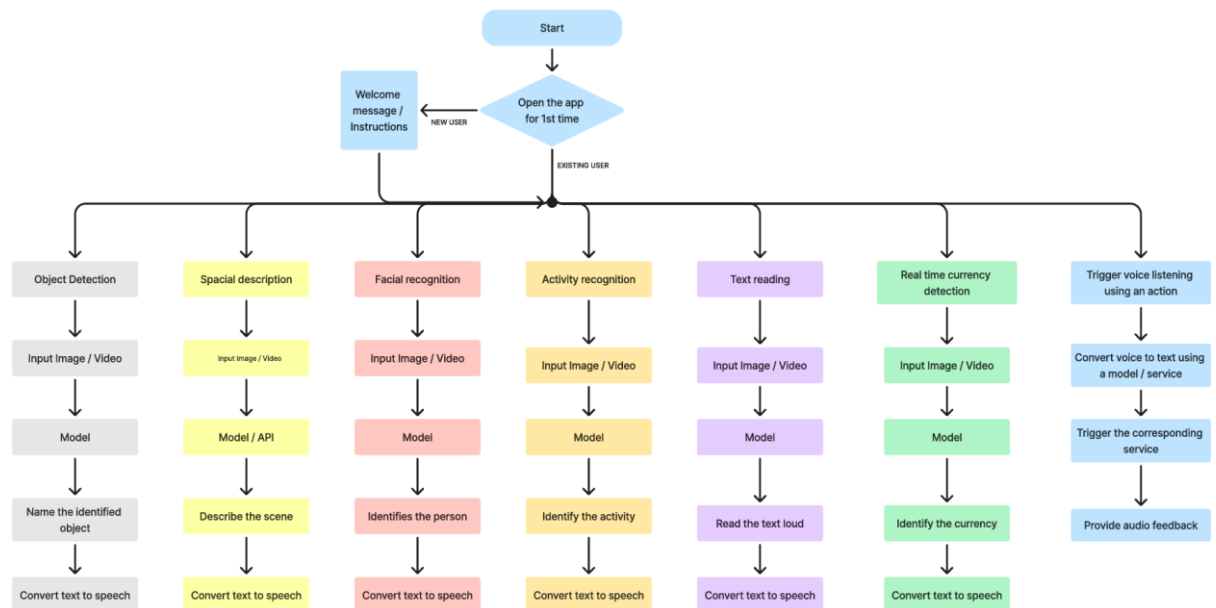 Start
Open the app
for 1st time
Welcome
message /
Instructions
NEW USER
EXISTING USER
Object Detection
Spacial description
Facial recognition
Activity recognition
Text reading
Real time currency
detection
Trigger voice listening
using an action
Input Image / Video
Input Image / Video
Input Image / Video
Input Image / Video
Input Image / Video
Input Image / Video
Convert voice to text using
a model / service
Model
Model / API
Model
Model
Model
Model
Trigger the corresponding
service
Name the identified
object
Describe the scene
Identifies the person
Identify the activity
Read the text loud
Identify the currency
Provide audio feedback
Convert text to speech
Convert text to speech
Convert text to speech
Convert text to speech
Convert text to speech
Convert text to speech